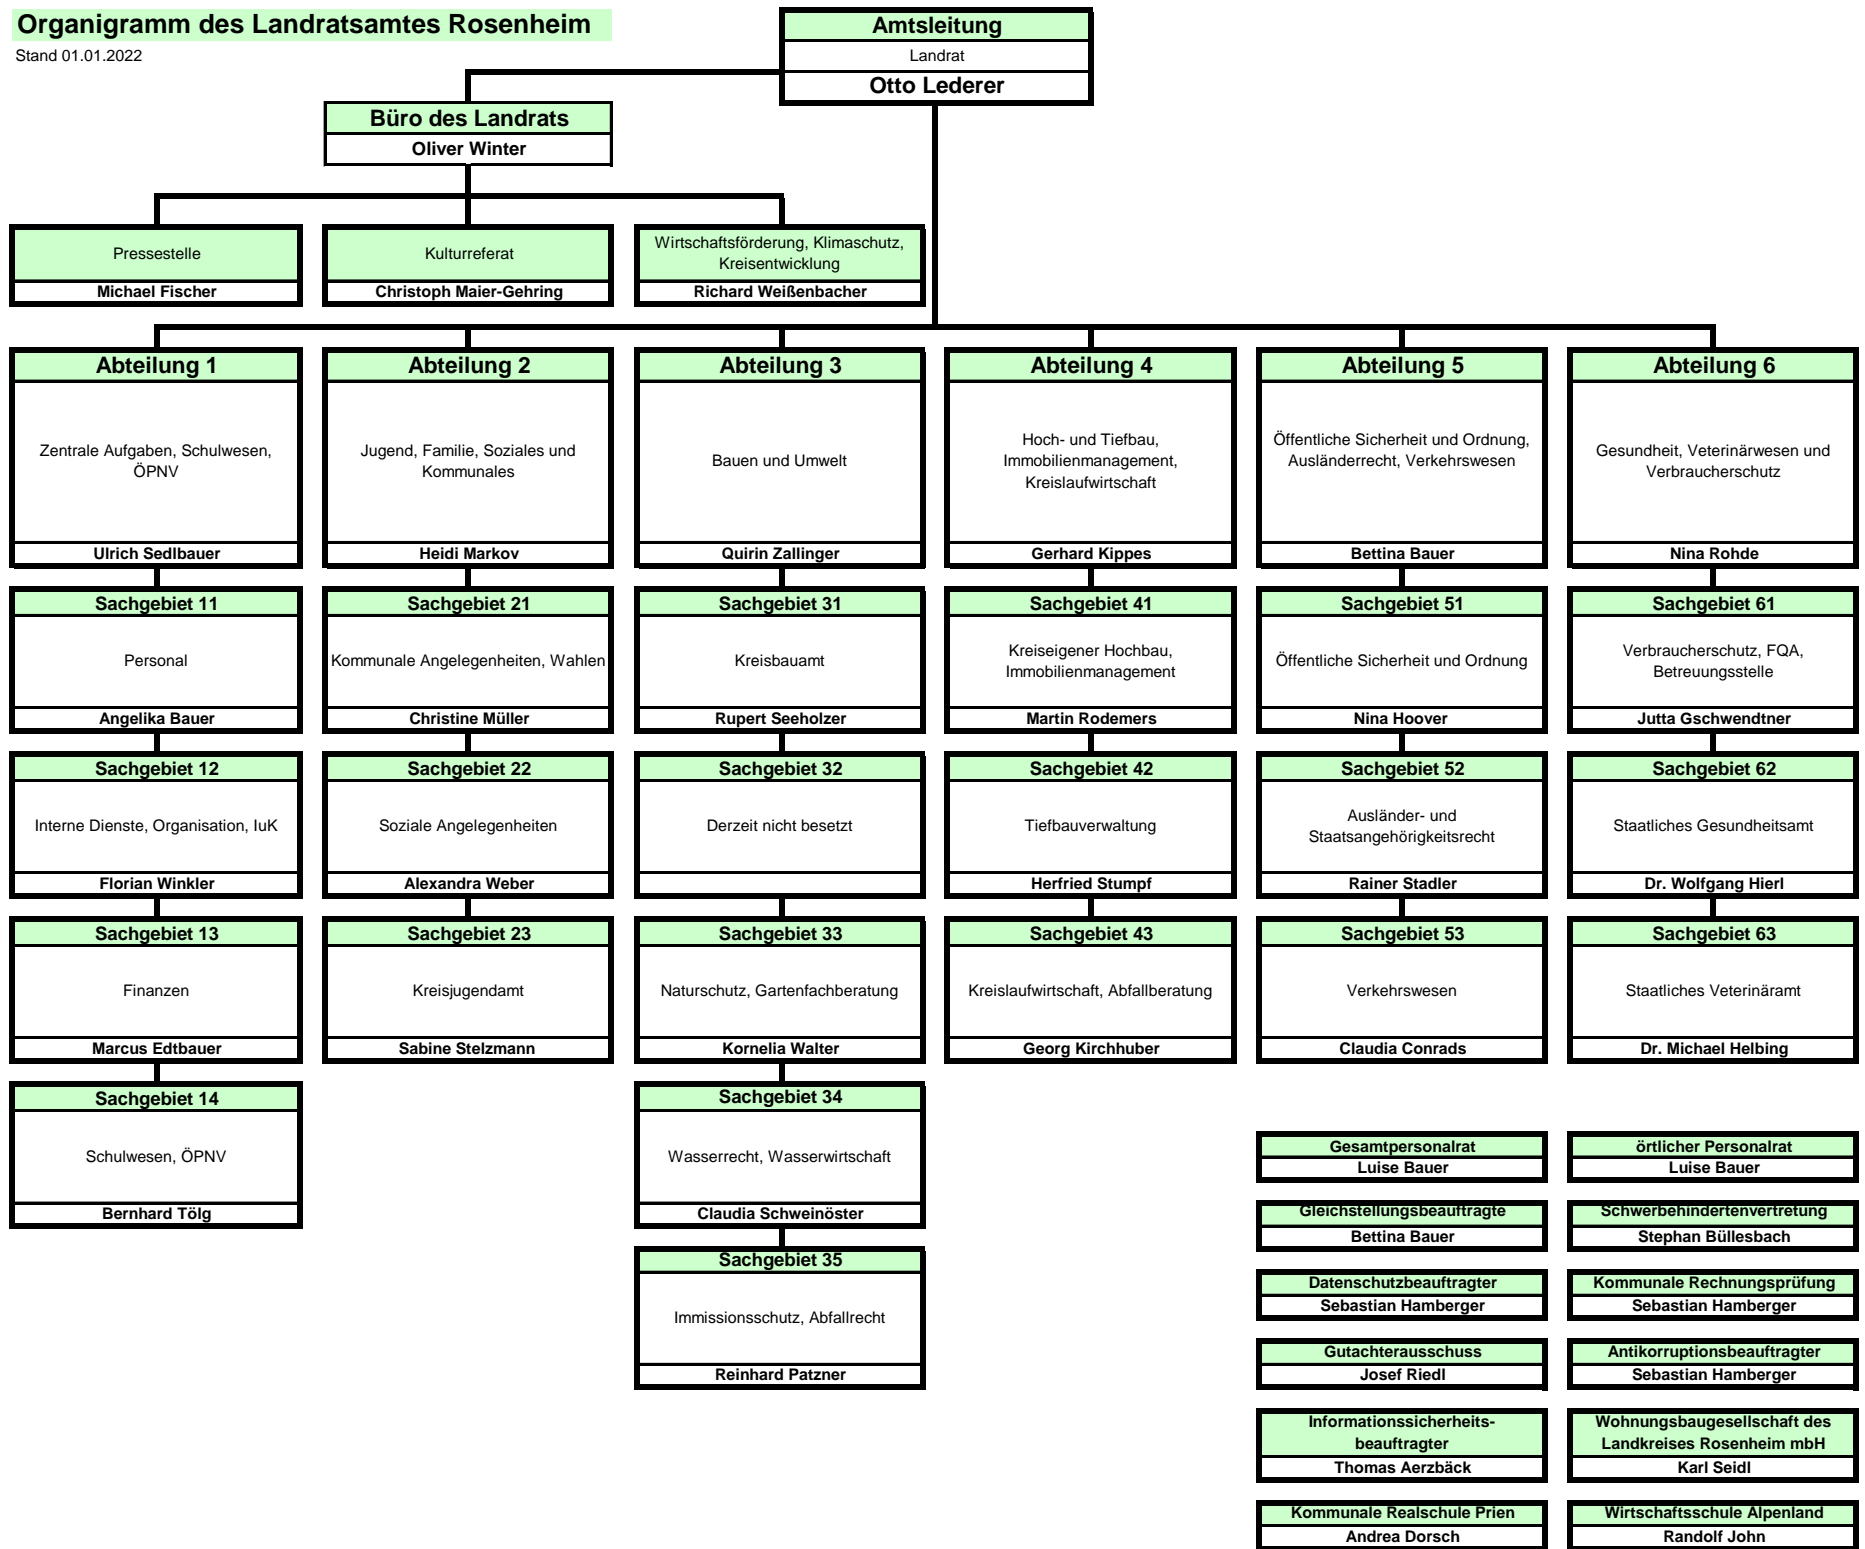 Organigramm des Landratsamtes Rosenheim
Stand 01.01.2022
Amtsleitung
Landrat
Otto Lederer
Büro des Landrats
Oliver Winter
Pressestelle
Michael Fischer
Kulturreferat
Christoph Maier-Gehring
Wirtschaftsförderung, Klimaschutz,
Kreisentwicklung
Richard Weißenbacher
Abteilung 1
Zentrale Aufgaben, Schulwesen,
ÖPNV
Ulrich Sedlbauer
Abteilung 2
Jugend, Familie, Soziales und
Kommunales
Heidi Markov
Abteilung 3
Bauen und Umwelt
Quirin Zallinger
Abteilung 4
Hoch- und Tiefbau,
Immobilienmanagement,
Kreislaufwirtschaft
Gerhard Kippes
Abteilung 5
Öffentliche Sicherheit und Ordnung,
Ausländerrecht, Verkehrswesen
Bettina Bauer
Abteilung 6
Gesundheit, Veterinärwesen und
Verbraucherschutz
Nina Rohde
Sachgebiet 11
Personal
Angelika Bauer
Sachgebiet 21
Kommunale Angelegenheiten, Wahlen
Christine Müller
Sachgebiet 31
Kreisbauamt
Rupert Seeholzer
Sachgebiet 41
Kreiseigener Hochbau,
Immobilienmanagement
Martin Rodemers
Sachgebiet 51
Öffentliche Sicherheit und Ordnung
Nina Hoover
Sachgebiet 61
Verbraucherschutz, FQA,
Betreuungsstelle
Jutta Gschwendtner
Sachgebiet 12
Interne Dienste, Organisation, IuK
Florian Winkler
Sachgebiet 22
Soziale Angelegenheiten
Alexandra Weber
Sachgebiet 32
Derzeit nicht besetzt
Sachgebiet 42
Tiefbauverwaltung
Herfried Stumpf
Sachgebiet 52
Ausländer- und
Staatsangehörigkeitsrecht
Rainer Stadler
Sachgebiet 62
Staatliches Gesundheitsamt
Dr. Wolfgang Hierl
Sachgebiet 13
Finanzen
Marcus Edtbauer
Sachgebiet 23
Kreisjugendamt
Sabine Stelzmann
Sachgebiet 33
Naturschutz, Gartenfachberatung
Kornelia Walter
Sachgebiet 43
Kreislaufwirtschaft, Abfallberatung
Georg Kirchhuber
Sachgebiet 53
Verkehrswesen
Claudia Conrads
Sachgebiet 63
Staatliches Veterinäramt
Dr. Michael Helbing
Sachgebiet 14
Schulwesen, ÖPNV
Bernhard Tölg
Sachgebiet 34
Wasserrecht, Wasserwirtschaft
Claudia Schweinöster
Sachgebiet 35
Immissionsschutz, Abfallrecht
Reinhard Patzner
Gesamtpersonalrat
Luise Bauer
örtlicher Personalrat
Luise Bauer
Gleichstellungsbeauftragte
Bettina Bauer
Schwerbehindertenvertretung
Stephan Büllesbach
Datenschutzbeauftragter
Sebastian Hamberger
Kommunale Rechnungsprüfung
Sebastian Hamberger
Gutachterausschuss
Josef Riedl
Antikorruptionsbeauftragter
Sebastian Hamberger
Informationssicherheits-
beauftragter
Thomas Aerzbäck
Wohnungsbaugesellschaft des
Landkreises Rosenheim mbH
Karl Seidl
Kommunale Realschule Prien
Andrea Dorsch
Wirtschaftsschule Alpenland
Randolf John